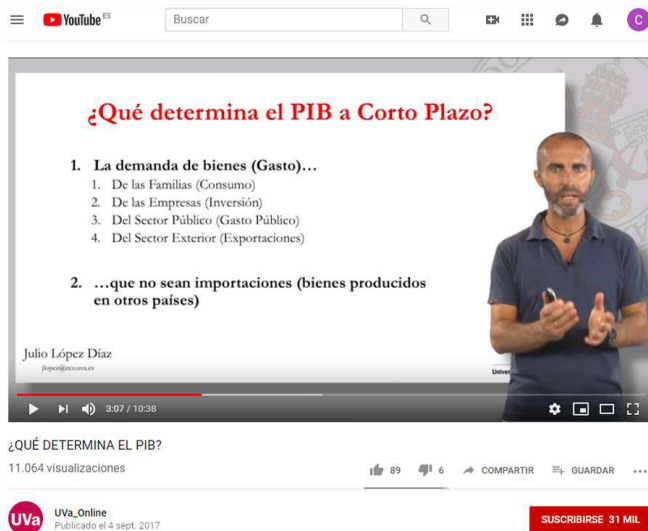 YouTube ES
Buscar
C
¿Qué determina el PIB a Corto Plazo?
1. La demanda de bienes (Gasto)…
1. De las Familias (Consumo)
2. De las Empresas (Inversión)
3. Del Sector Público (Gasto Público)
4. Del Sector Exterior (Exportaciones)
2. …que no sean importaciones (bienes producidos
en otros países)
Julio López Díaz
jlopez@eco.uva.es
Univer
3:07 / 10:38
¿QUÉ DETERMINA EL PIB?
11.064 visualizaciones
89 6 COMPARTIR GUARDAR
UVa UVa_Online
Publicado el 4 sept. 2017
SUSCRIBIRSE 31 MIL